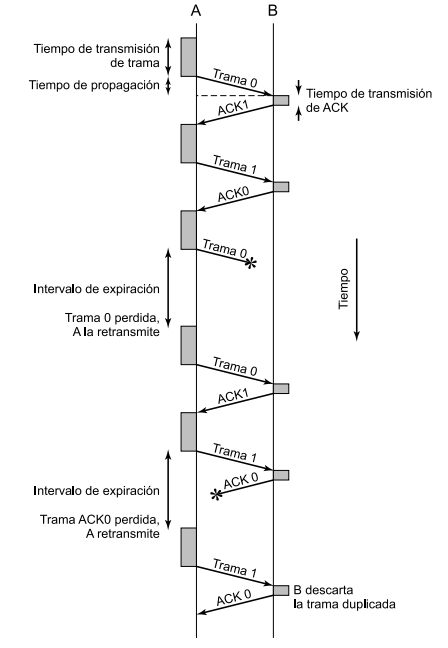 A
B
Tiempo de transmisión
de trama
Trama 0
Tiempo de propagación
Tiempo de transmisión
de ACK
ACK1
Trama 1
ACK0
Trama 0
Tiempo
Intervalo de expiración
Trama 0 perdida,
A la retransmite
Trama 0
ACK1
Trama 1
ACK 0
Intervalo de expiración
Trama ACK0 perdida,
A retransmite
Trama 1
B descarta
la trama duplicada
ACK 0